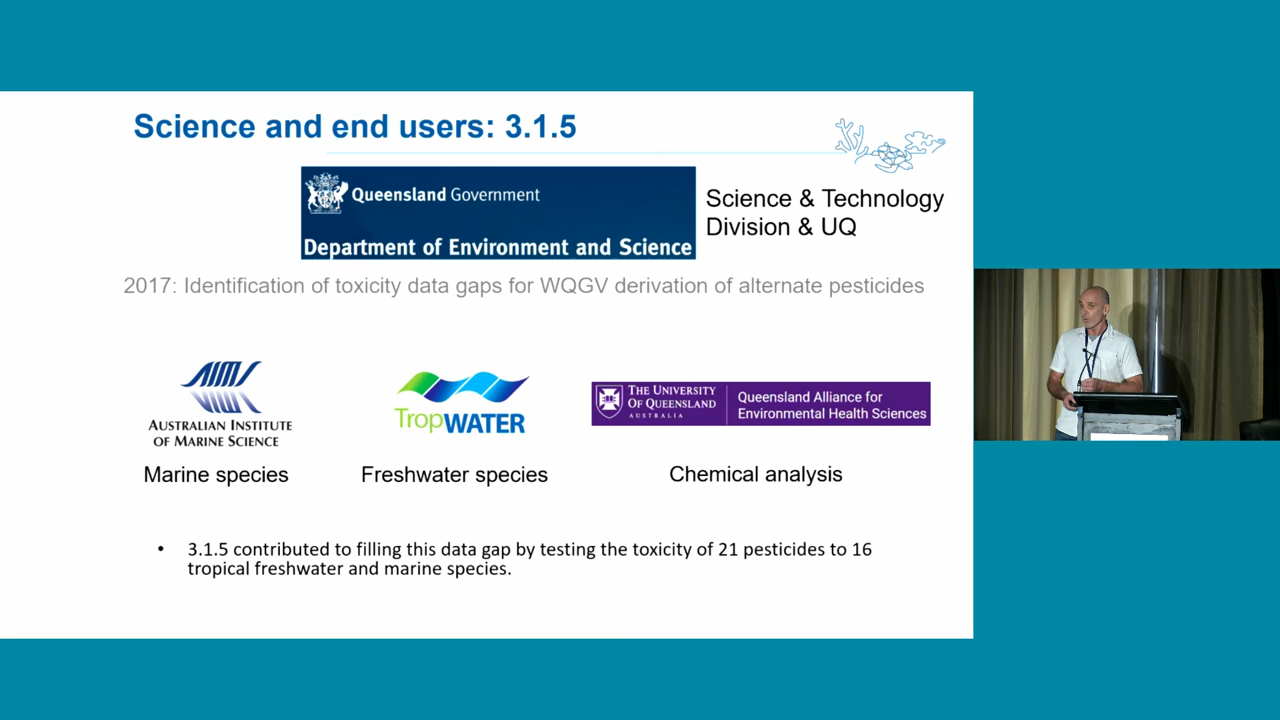 Science and end users: 3.1.5
Queensland Government
Department of Environment and Science
Science & Technology
Division & UQ
2017: Identification of toxicity data gaps for WQGV derivation of alternate pesticides
AIMS
AUSTRALIAN INSTITUTE
OF MARINE SCIENCE
TropWATER
THE UNIVERSITY
OF QUEENSLAND
AUSTRALIA
Queensland Alliance for
Environmental Health Sciences
Marine species
Freshwater species
Chemical analysis
• 3.1.5 contributed to filling this data gap by testing the toxicity of 21 pesticides to 16
tropical freshwater and marine species.